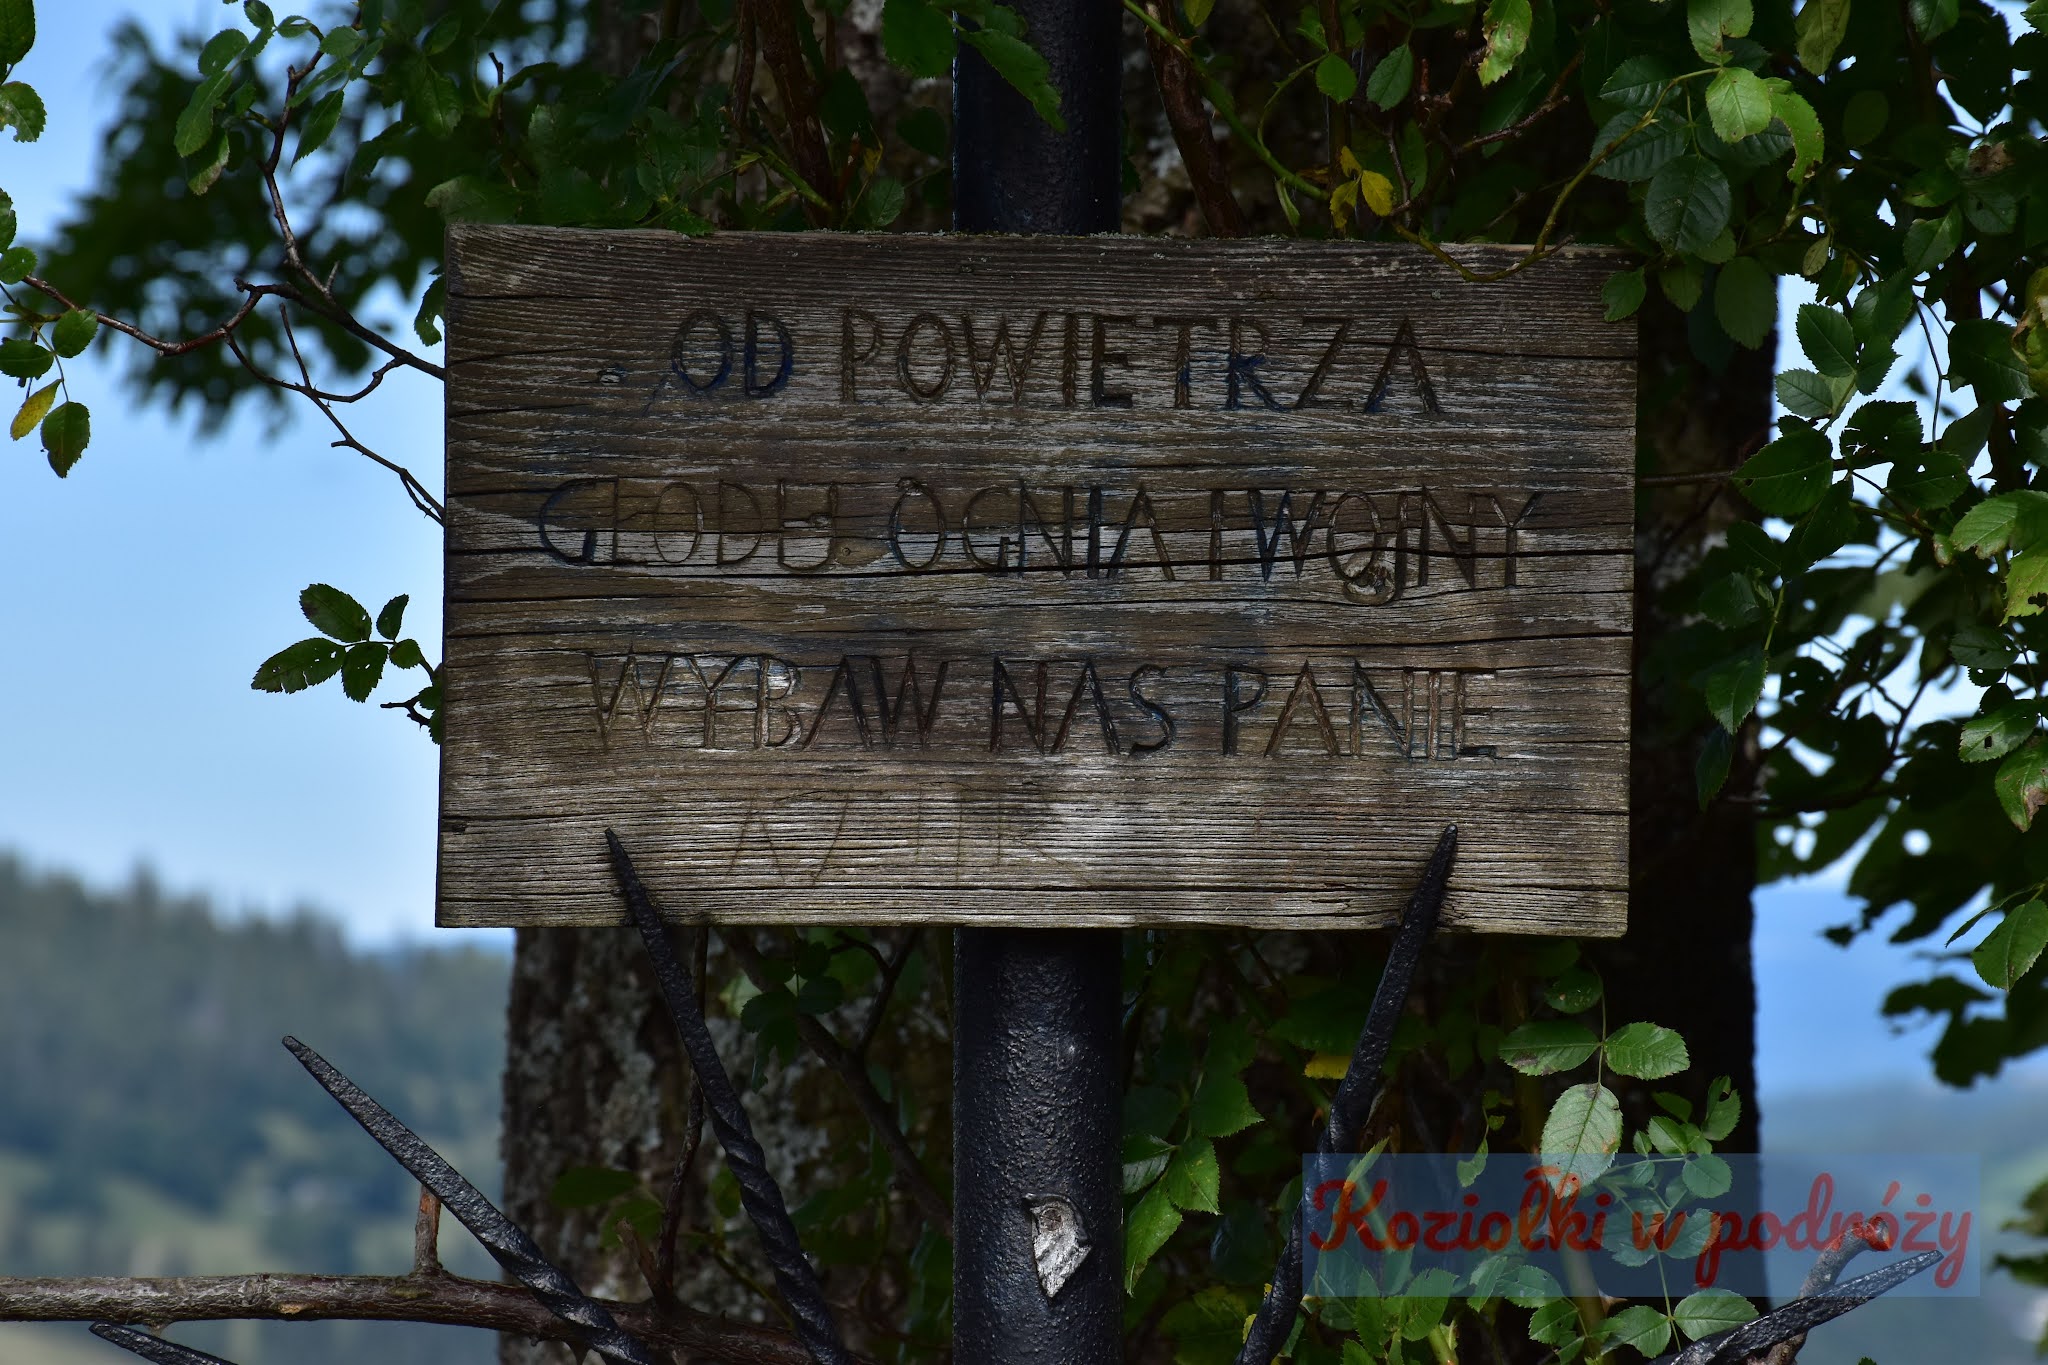 OD POWIETRZA
GŁODU OGNIA I WOJNY
WYBAW NAS PANIE
Koziołki w podróży